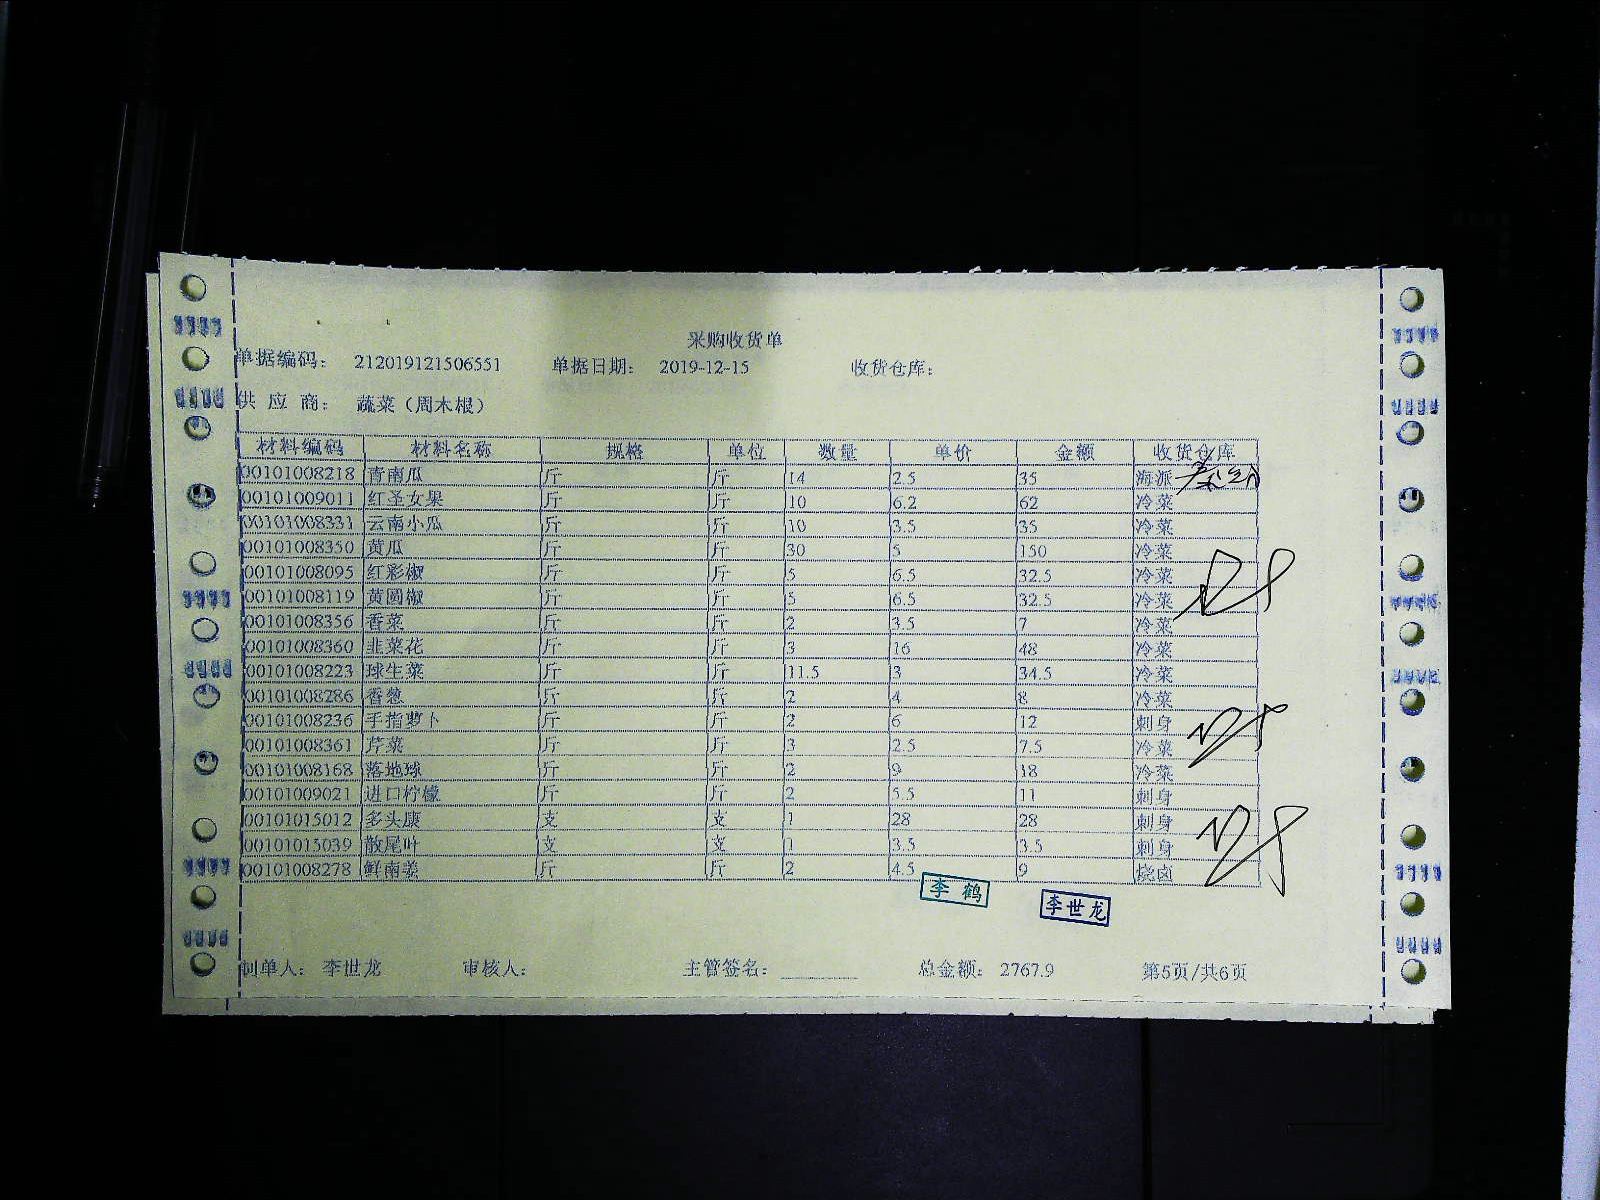 采购收货单
单据编码： 212019121506551 单据日期： 2019-12-15 收货仓库：
供 应 商： 蔬菜（周木根）
材料编码 材料名称 规格 单位 数量 单价 金额 收货仓库
00101008218 青南瓜 斤 斤 14 2.5 35 海派
00101009011 红圣女果 斤 斤 10 6.2 62 冷菜
00101008331 云南小瓜 斤 斤 10 3.5 35 冷菜
00101008350 黄瓜 斤 斤 30 5 150 冷菜
00101008095 红彩椒 斤 斤 5 6.5 32.5 冷菜
00101008119 黄圆椒 斤 斤 5 6.5 32.5 冷菜
00101008356 香菜 斤 斤 2 3.5 7 冷菜
00101008360 韭菜花 斤 斤 3 16 48 冷菜
00101008223 球生菜 斤 斤 11.5 3 34.5 冷菜
00101008286 香葱 斤 斤 2 4 8 冷菜
00101008236 手指萝卜 斤 斤 2 6 12 刺身
00101008361 芹菜 斤 斤 3 2.5 7.5 冷菜
00101008168 落地球 斤 斤 2 9 18 冷菜
00101009021 进口柠檬 斤 斤 2 5.5 11 刺身
00101015012 多头康 支 支 1 28 28 刺身
00101015039 散尾叶 支 支 1 3.5 3.5 刺身
00101008278 鲜南姜 斤 斤 2 4.5 9 烧卤
李鹤
李世龙
制单人： 李世龙 审核人： 主管签名： 总金额： 2767.9 第5页/共6页